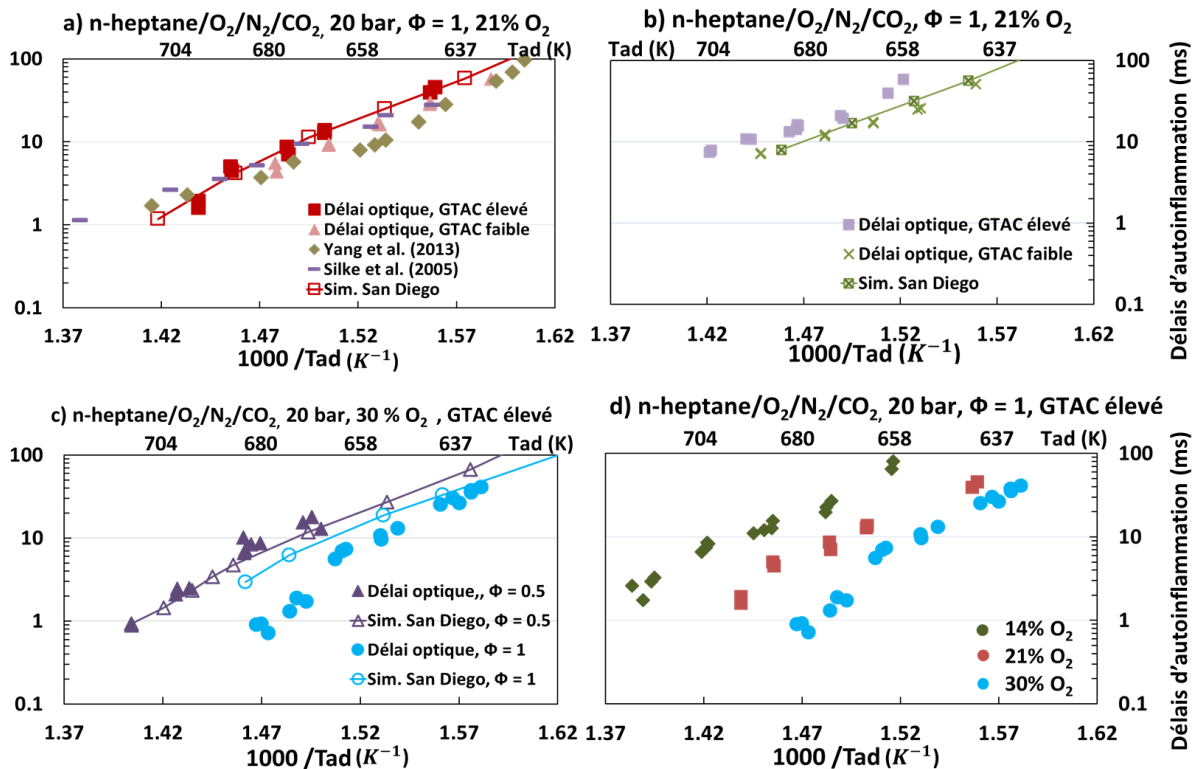 a) n-heptane/O₂/N₂/CO₂, 20 bar, Φ = 1, 21% O₂
704 680 658 637 Tad (K)
100
10
1
0.1
Délai optique, GTAC élevé
Délai optique, GTAC faible
Yang et al. (2013)
Silke et al. (2005)
Sim. San Diego
1.37 1.42 1.47 1.52 1.57 1.62
1000 /Tad (K⁻¹)
b) n-heptane/O₂/N₂/CO₂, Φ = 1, 21% O₂
704 680 658 637 Tad (K)
100
10
1
0.1
Délais d'autoinflammation (ms)
Délai optique, GTAC élevé
Délai optique, GTAC faible
Sim. San Diego
1.37 1.42 1.47 1.52 1.57 1.62
1000/Tad (K⁻¹)
c) n-heptane/O₂/N₂/CO₂, 20 bar, 30 % O₂ , GTAC élevé
704 680 658 637 Tad (K)
100
10
1
0.1
Délai optique,, Φ = 0.5
Sim. San Diego, Φ = 0.5
Délai optique, Φ = 1
Sim. San Diego, Φ = 1
1.37 1.42 1.47 1.52 1.57 1.62
1000 /Tad (K⁻¹)
d) n-heptane/O₂/N₂/CO₂, 20 bar, Φ = 1, GTAC élevé
704 680 658 637 Tad (K)
100
10
1
0.1
Délais d'autoinflammation (ms)
14% O₂
21% O₂
30% O₂
1.37 1.42 1.47 1.52 1.57 1.62
1000 /Tad (K⁻¹)